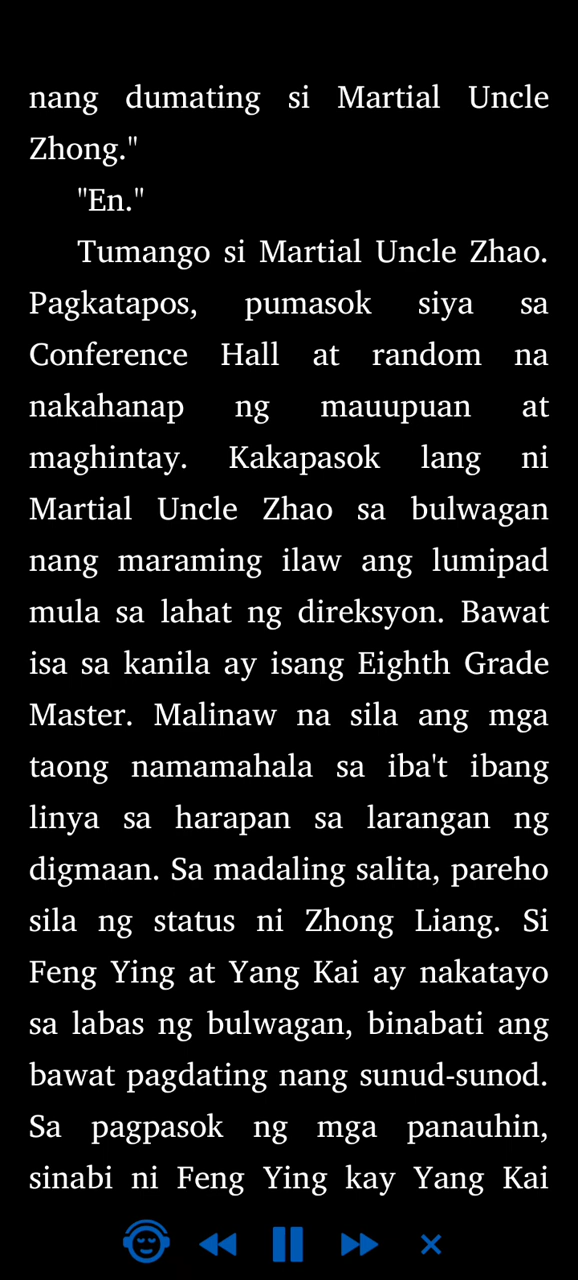 nang dumating si Martial Uncle
Zhong."
"En."
Tumango si Martial Uncle Zhao.
Pagkatapos, pumasok siya sa
Conference Hall at random na
nakahanap ng mauupuan at
maghintay. Kakapasok lang ni
Martial Uncle Zhao sa bulwagan
nang maraming ilaw ang lumipad
mula sa lahat ng direksyon. Bawat
isa sa kanila ay isang Eighth Grade
Master. Malinaw na sila ang mga
taong namamahala sa iba't ibang
linya sa harapan sa larangan ng
digmaan. Sa madaling salita, pareho
sila ng status ni Zhong Liang. Si
Feng Ying at Yang Kai ay nakatayo
sa labas ng bulwagan, binabati ang
bawat pagdating nang sunud-sunod.
Sa pagpasok ng mga panauhin,
sinabi ni Feng Ying kay Yang Kai